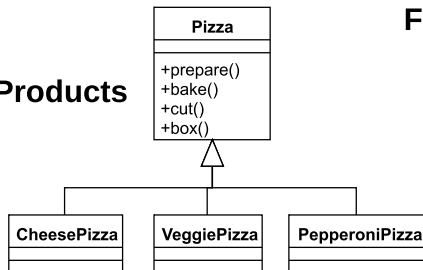 Pizza
F
+prepare()
Products
+bake()
+cut()
+box()
CheesePizza
VeggiePizza
PepperoniPizza